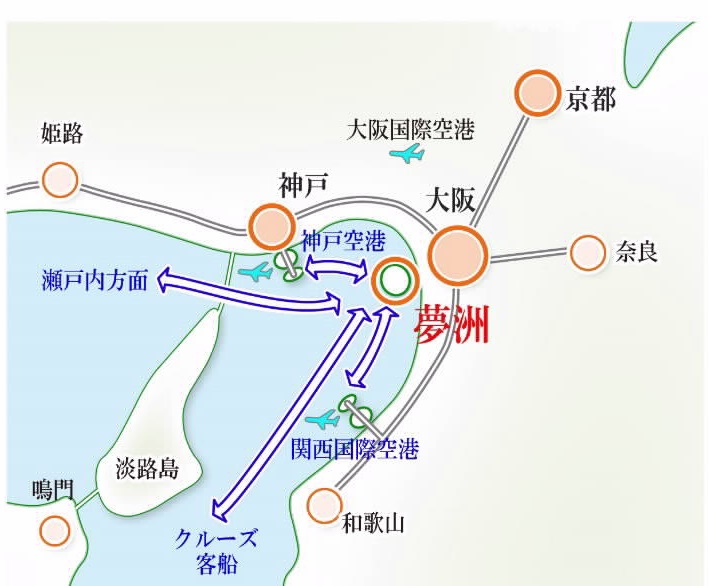 京都
大阪国際空港
姫路
神戸
大阪
神戸空港
奈良
瀬戸内方面
夢洲
関西国際空港
淡路島
鳴門
和歌山
クルーズ
客船